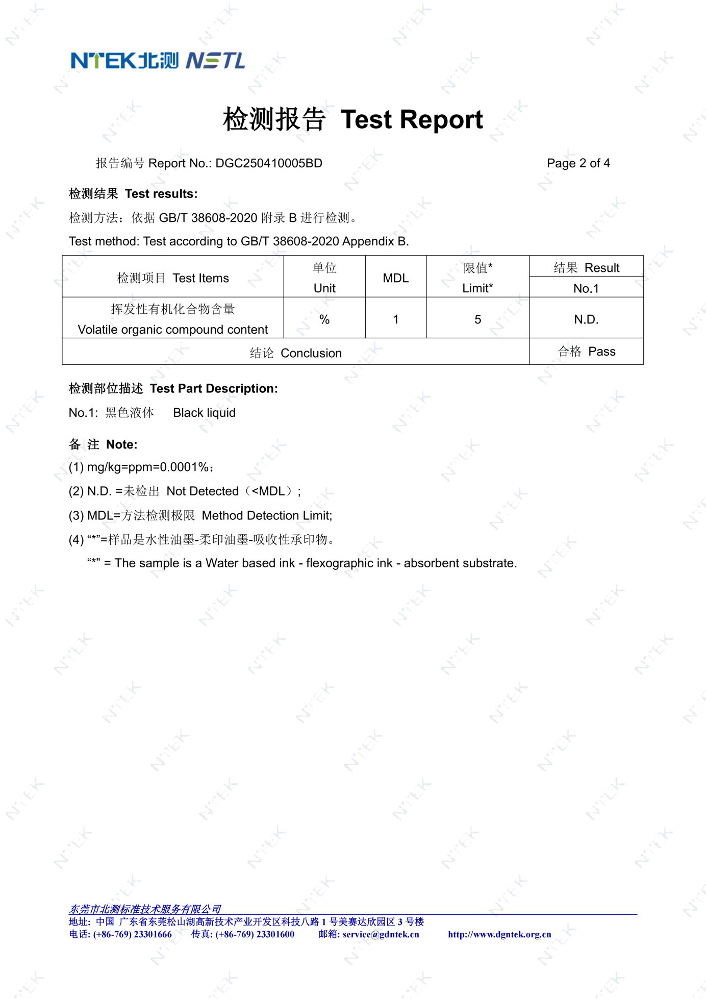 NTEK北测 NSTL
检测报告 Test Report
报告编号 Report No.: DGC250410005BD Page 2 of 4
检测结果 Test results:
检测方法：依据 GB/T 38608-2020 附录 B 进行检测。
Test method: Test according to GB/T 38608-2020 Appendix B.
检测项目 Test Items 单位 Unit MDL 限值* Limit* 结果 Result
No.1
挥发性有机化合物含量
Volatile organic compound content % 1 5 N.D.
结论 Conclusion 合格 Pass
检测部位描述 Test Part Description:
No.1: 黑色液体 Black liquid
备 注 Note:
(1) mg/kg=ppm=0.0001%；
(2) N.D. =未检出 Not Detected（<MDL）;
(3) MDL=方法检测极限 Method Detection Limit;
(4) “*”=样品是水性油墨-柔印油墨-吸收性承印物。
“*” = The sample is a Water based ink - flexographic ink - absorbent substrate.
东莞市北测标准技术服务有限公司
地址: 中国 广东省东莞松山湖高新技术产业开发区科技八路 1 号美赛达欣园区 3 号楼
电话: (+86-769) 23301666 传真: (+86-769) 23301600 邮箱: service@gdntek.cn http://www.dgntek.org.cn